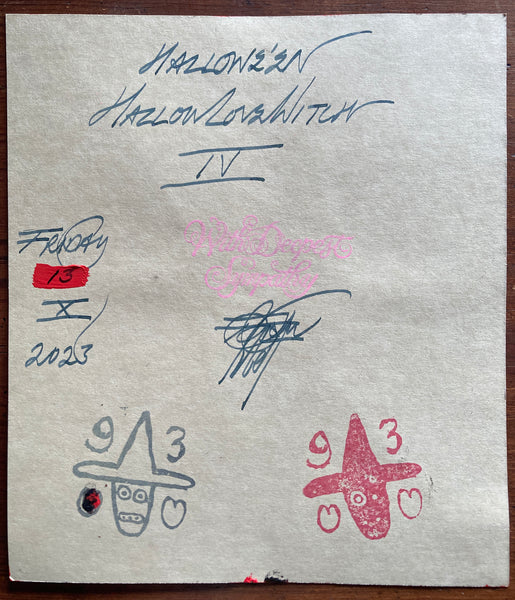 HALLOWE'EN
HALLOWLOVEWITCH
IV
FRIDAY
13
X
2023
With Deepest
Sympathy
93
93